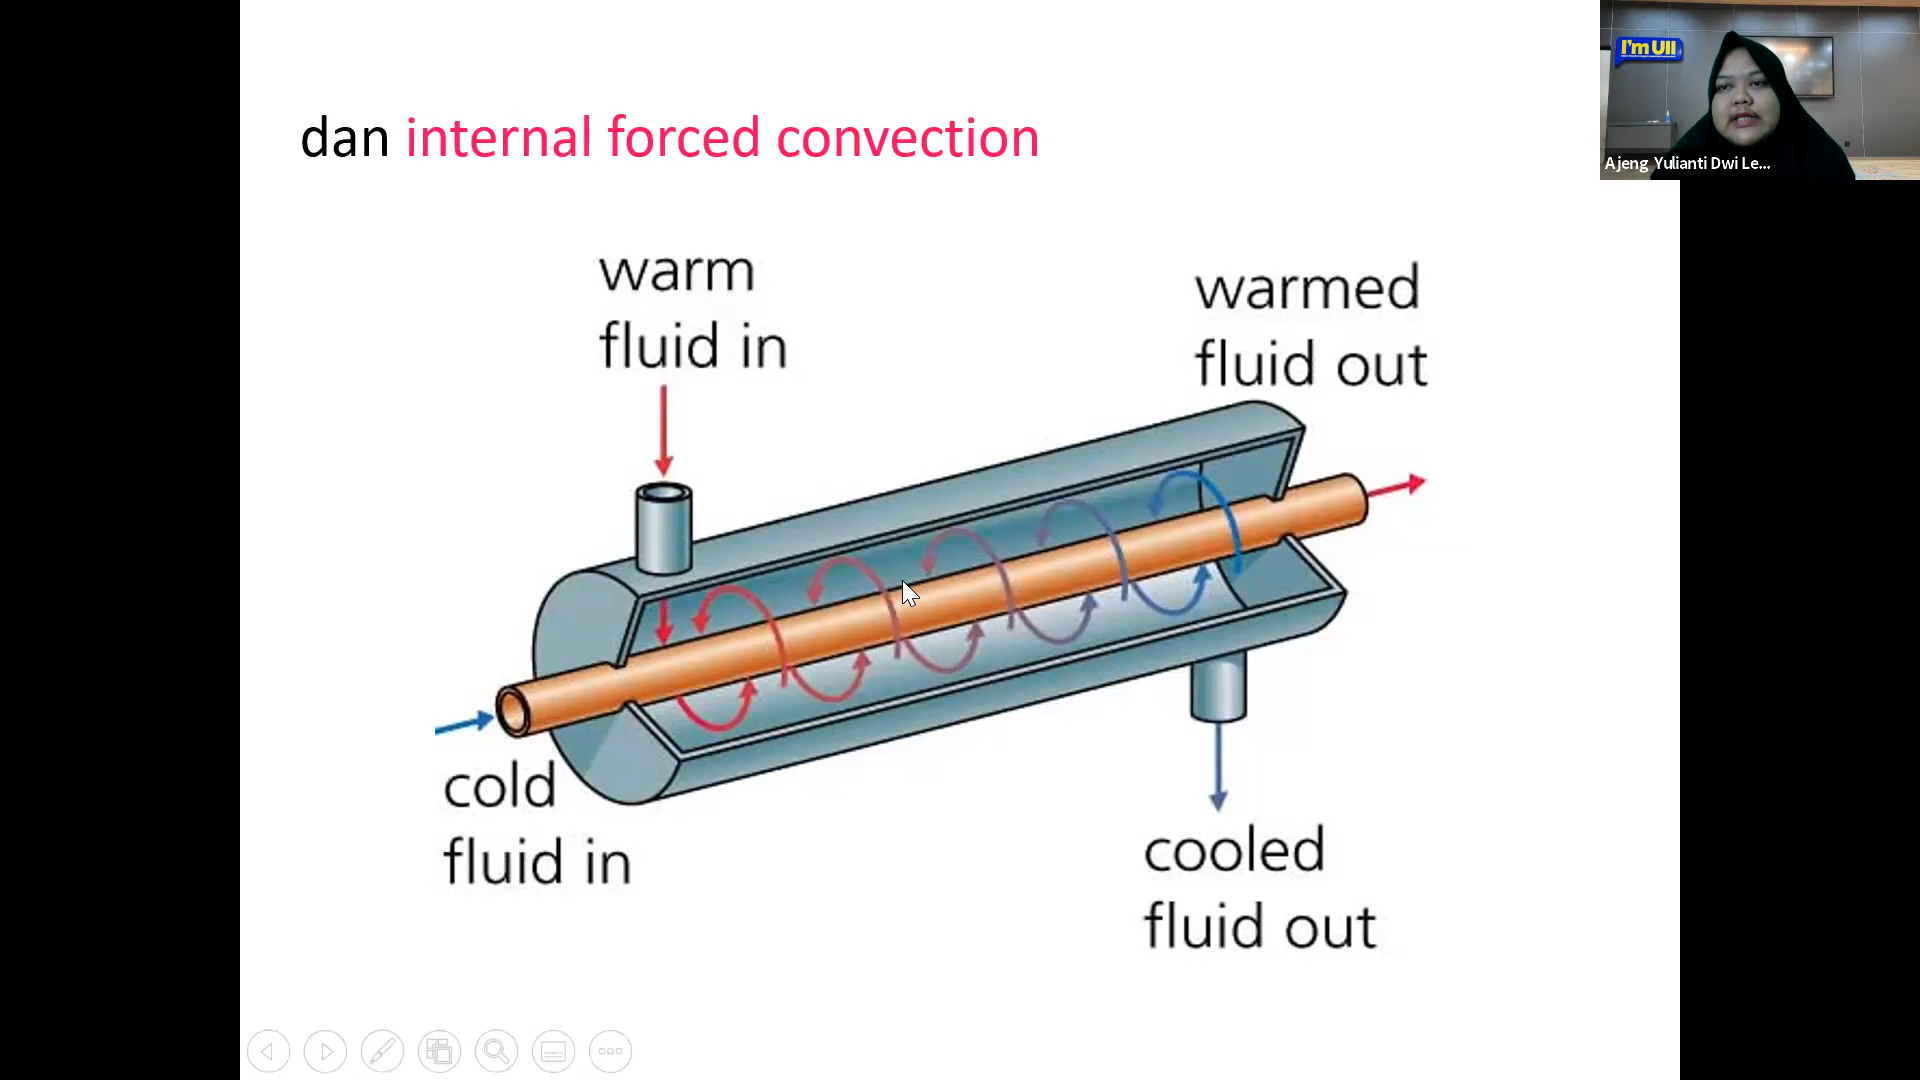 dan internal forced convection
I'm UII
Ajeng Yulianti Dwi Le...
warm
fluid in
warmed
fluid out
cold
fluid in
cooled
fluid out